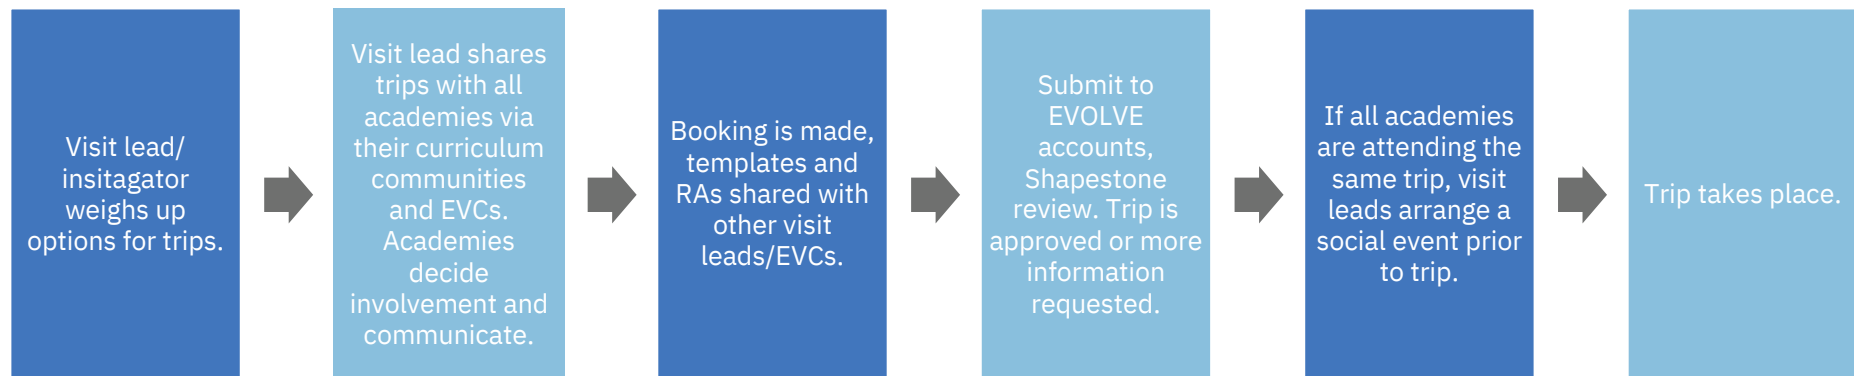 Visit lead/
insitagator
weighs up
options for trips.
Visit lead shares
trips with all
academies via
their curriculum
communities
and EVCs.
Academies
decide
involvement and
communicate.
Booking is made,
templates and
RAs shared with
other visit
leads/EVCs.
Submit to
EVOLVE
accounts,
Shapestone
review. Trip is
approved or more
information
requested.
If all academies
are attending the
same trip, visit
leads arrange a
social event prior
to trip.
Trip takes place.